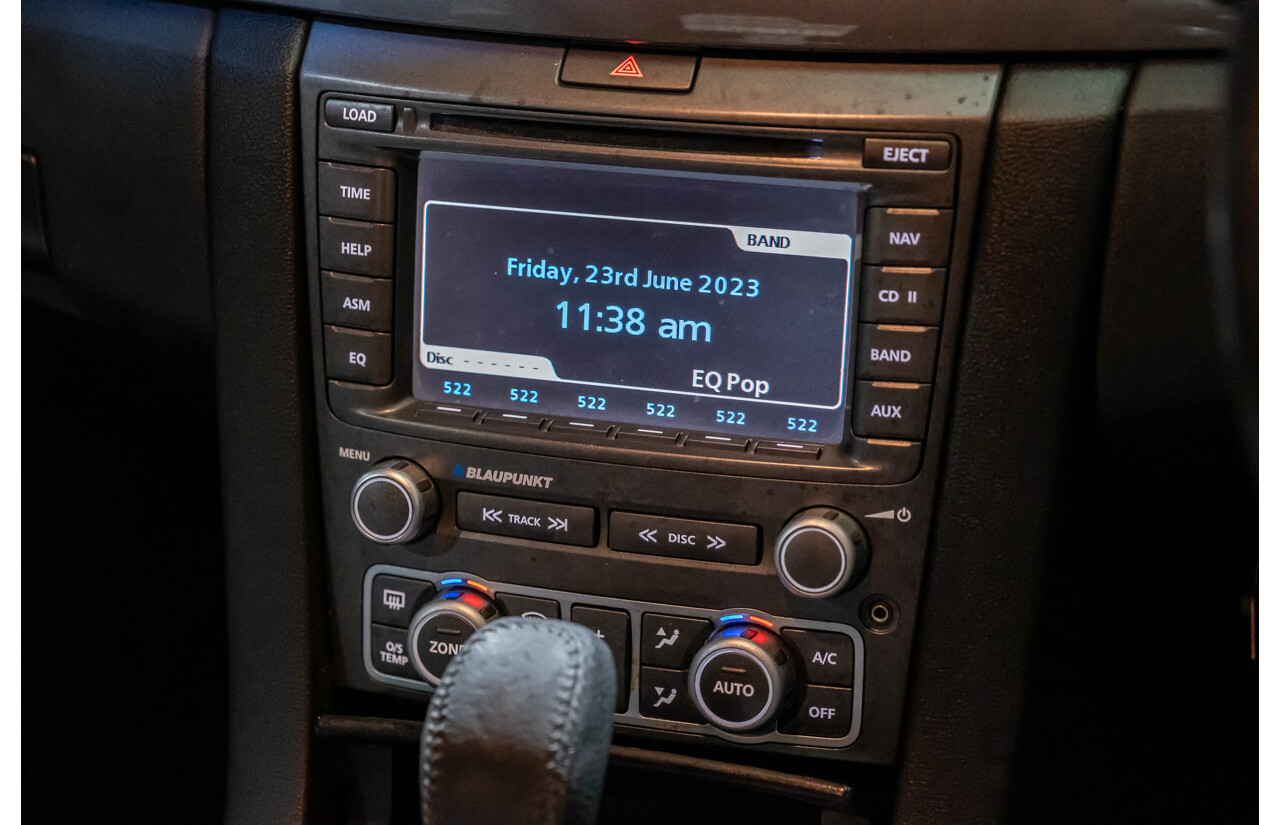 LOAD
EJECT
TIME
HELP
ASM
EQ
BAND
Friday, 23rd June 2023
11:38 am
Disc - - - - - -
EQ Pop
522 522 522 522 522 522
NAV
CD II
BAND
AUX
MENU
BLAUPUNKT
TRACK
DISC
O/S
TEMP
AUTO
A/C
OFF